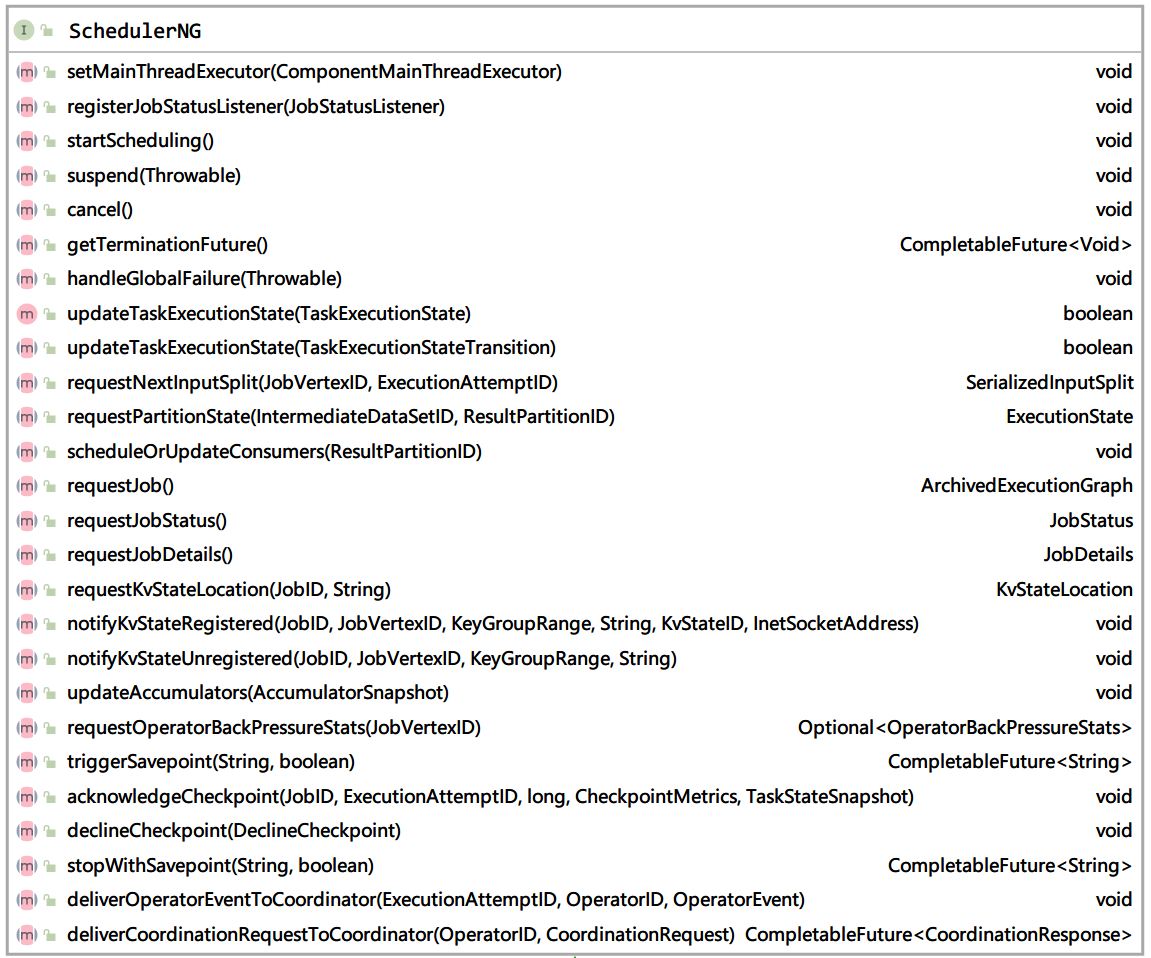 I SchedulerNG
m setMainThreadExecutor(ComponentMainThreadExecutor) void
m registerJobStatusListener(JobStatusListener) void
m startScheduling() void
m suspend(Throwable) void
m cancel() void
m getTerminationFuture() CompletableFuture<Void>
m handleGlobalFailure(Throwable) void
m updateTaskExecutionState(TaskExecutionState) boolean
m updateTaskExecutionState(TaskExecutionStateTransition) boolean
m requestNextInputSplit(JobVertexID, ExecutionAttemptID) SerializedInputSplit
m requestPartitionState(IntermediateDataSetID, ResultPartitionID) ExecutionState
m scheduleOrUpdateConsumers(ResultPartitionID) void
m requestJob() ArchivedExecutionGraph
m requestJobStatus() JobStatus
m requestJobDetails() JobDetails
m requestKvStateLocation(JobID, String) KvStateLocation
m notifyKvStateRegistered(JobID, JobVertexID, KeyGroupRange, String, KvStateID, InetSocketAddress) void
m notifyKvStateUnregistered(JobID, JobVertexID, KeyGroupRange, String) void
m updateAccumulators(AccumulatorSnapshot) void
m requestOperatorBackPressureStats(JobVertexID) Optional<OperatorBackPressureStats>
m triggerSavepoint(String, boolean) CompletableFuture<String>
m acknowledgeCheckpoint(JobID, ExecutionAttemptID, long, CheckpointMetrics, TaskStateSnapshot) void
m declineCheckpoint(DeclineCheckpoint) void
m stopWithSavepoint(String, boolean) CompletableFuture<String>
m deliverOperatorEventToCoordinator(ExecutionAttemptID, OperatorID, OperatorEvent) void
m deliverCoordinationRequestToCoordinator(OperatorID, CoordinationRequest) CompletableFuture<CoordinationResponse>